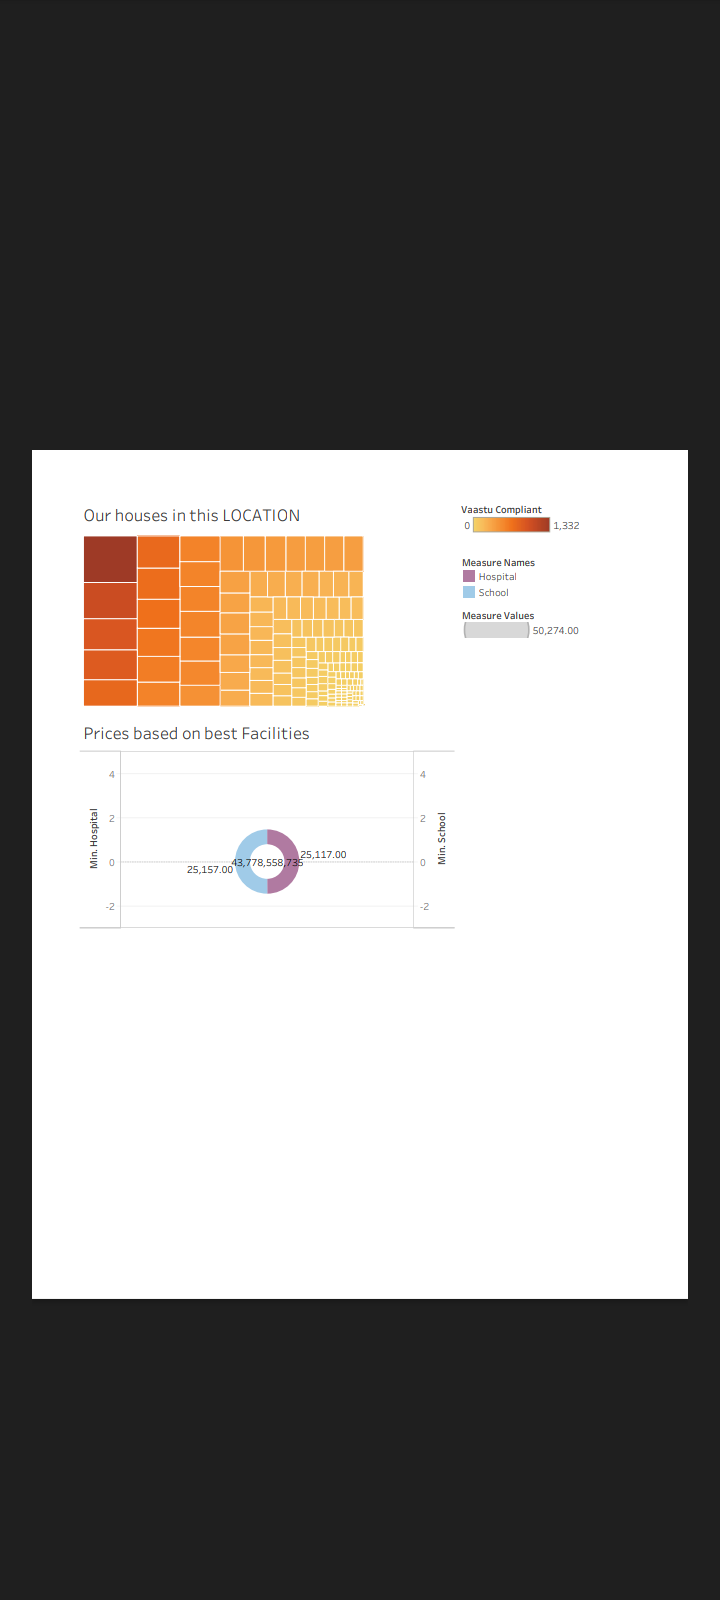 Our houses in this LOCATION
Vaastu Compliant
0 1,332
Measure Names
Hospital
School
Measure Values
50,274.00
Prices based on best Facilities
4 4
2 2
0 0
-2 -2
Min. Hospital
Min. School
25,117.00
43,778,558,735
25,157.00